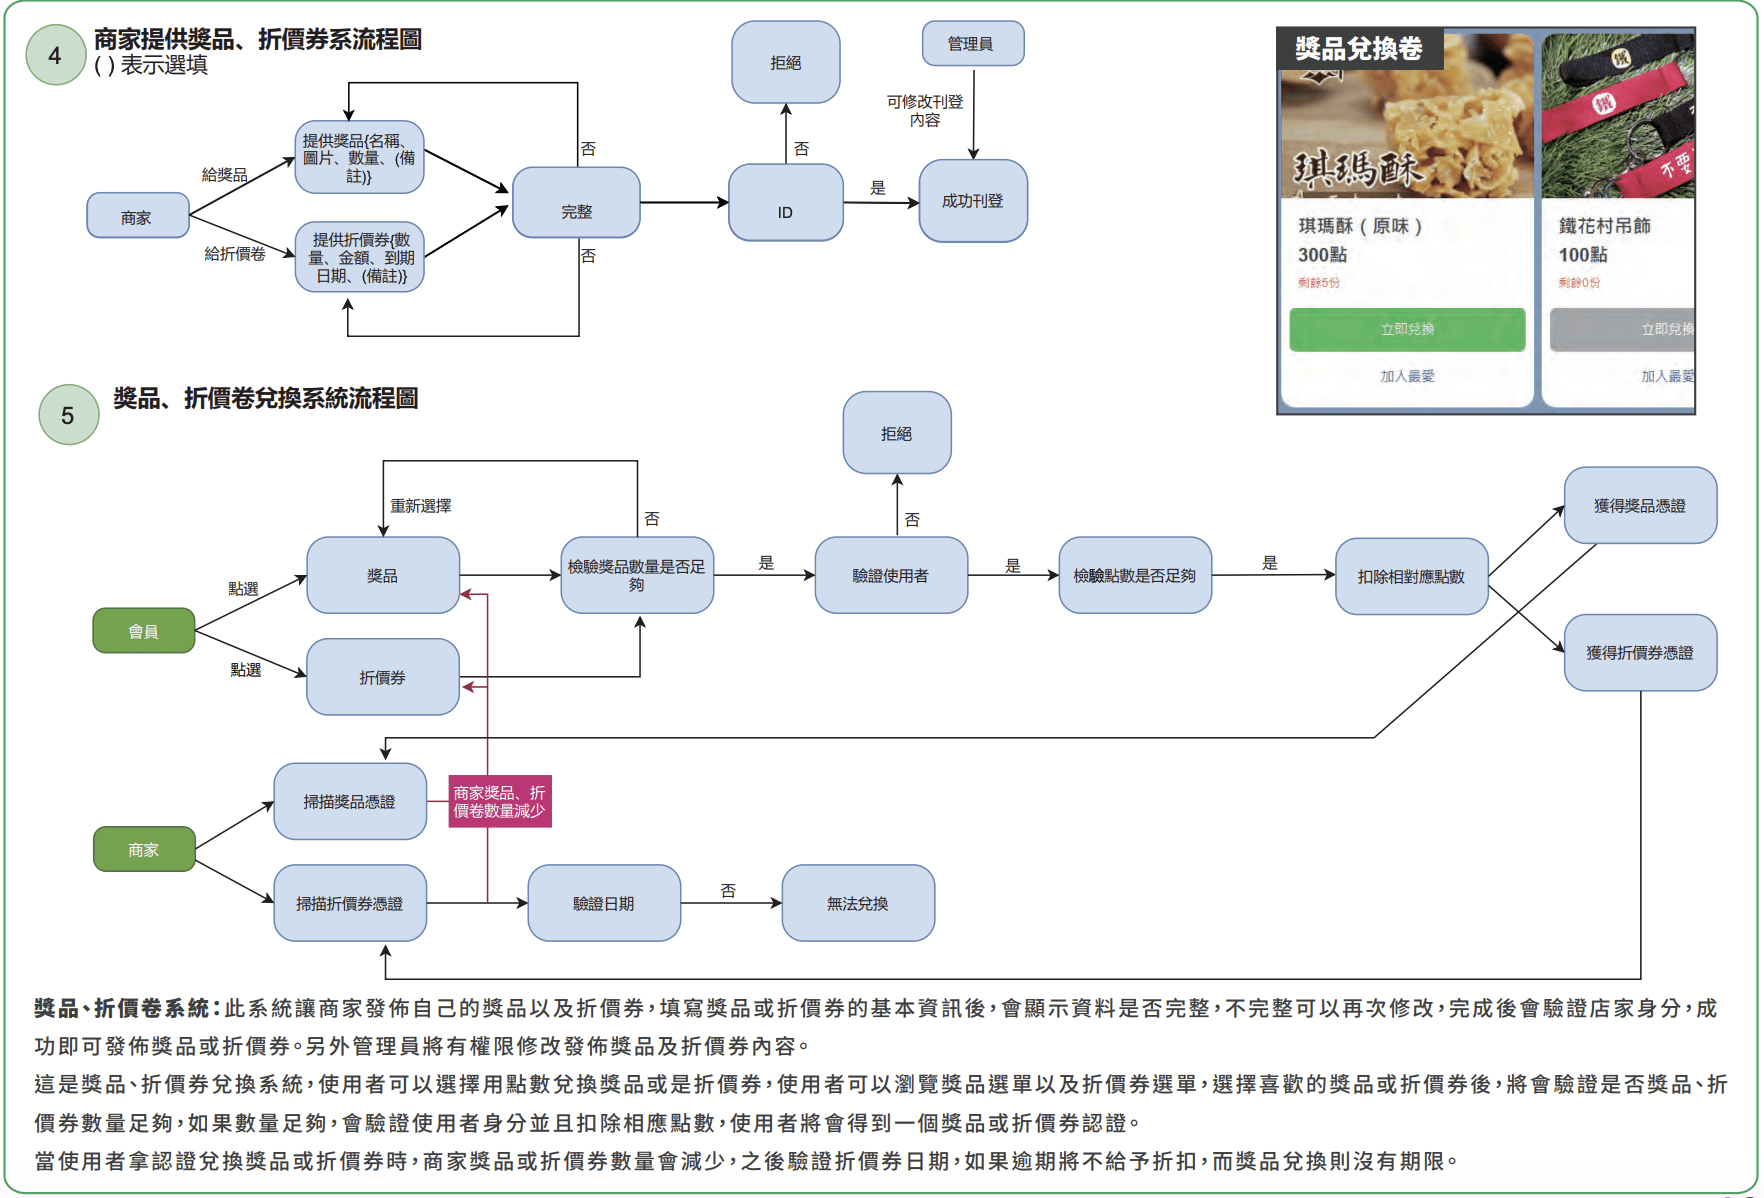 4
商家提供獎品、折價券系流程圖
( ) 表示選填
商家
給獎品
給折價卷
提供獎品{名稱、
圖片、數量、(備
註)}
提供折價券{數
量、金額、到期
日期、(備註)}
否
完整
否
ID
否
拒絕
是
管理員
可修改刊登
內容
成功刊登
獎品兌換卷
琪瑪酥
琪瑪酥（原味）
300點
剩餘5份
立即兌換
加入最愛
鐵
鐵
不要
鐵花村吊飾
100點
剩餘0份
立即兌換
加入最愛
5
獎品、折價卷兌換系統流程圖
會員
點選
點選
重新選擇
獎品
折價券
否
檢驗獎品數量是否足
夠
是
拒絕
否
驗證使用者
是
檢驗點數是否足夠
是
扣除相對應點數
獲得獎品憑證
獲得折價券憑證
商家
掃描獎品憑證
掃描折價券憑證
商家獎品、折
價卷數量減少
驗證日期
否
無法兌換
獎品、折價卷系統：此系統讓商家發佈自己的獎品以及折價券，填寫獎品或折價券的基本資訊後，會顯示資料是否完整，不完整可以再次修改，完成後會驗證店家身分，成
功即可發佈獎品或折價券。另外管理員將有權限修改發佈獎品及折價券內容。
這是獎品、折價券兌換系統，使用者可以選擇用點數兌換獎品或是折價券，使用者可以瀏覽獎品選單以及折價券選單，選擇喜歡的獎品或折價券後，將會驗證是否獎品、折
價券數量足夠，如果數量足夠，會驗證使用者身分並且扣除相應點數，使用者將會得到一個獎品或折價券認證。
當使用者拿認證兌換獎品或折價券時，商家獎品或折價券數量會減少，之後驗證折價券日期，如果逾期將不給予折扣，而獎品兌換則沒有期限。